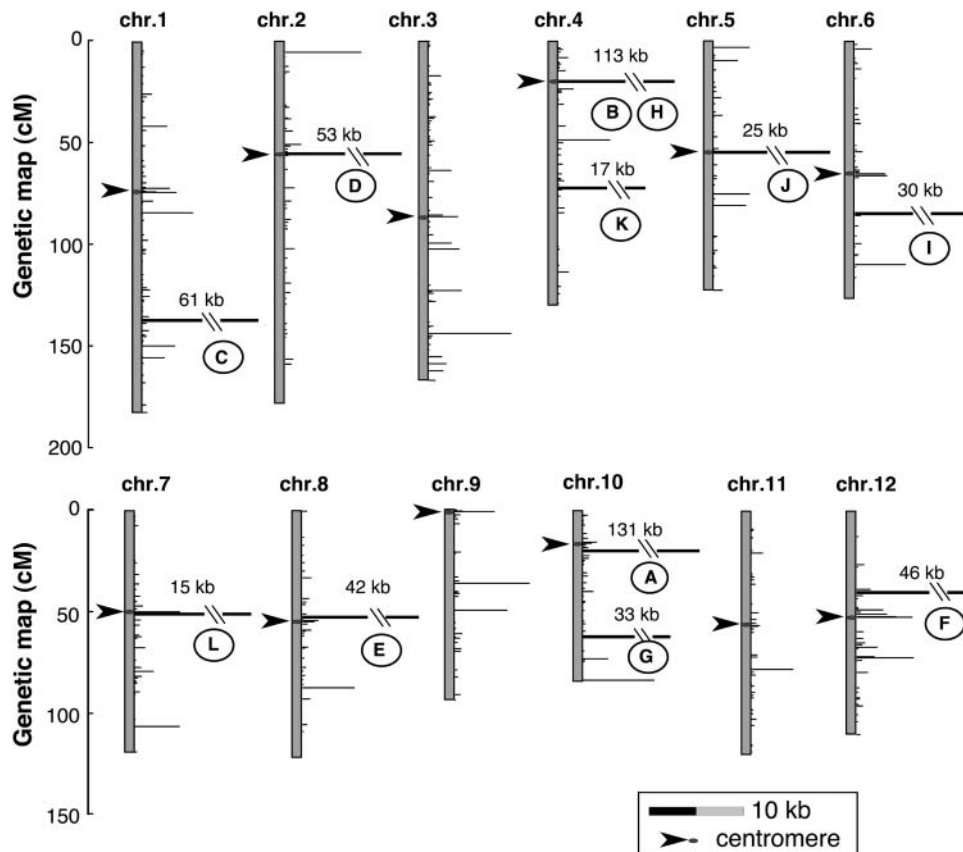 chr.1 chr.2 chr.3 chr.4 chr.5 chr.6
Genetic map (cM)
0
50
100
150
200
113 kb
B H
53 kb
D
25 kb
J
17 kb
K
30 kb
I
61 kb
C
chr.7 chr.8 chr.9 chr.10 chr.11 chr.12
Genetic map (cM)
0
50
100
150
131 kb
A
15 kb
L
42 kb
E
46 kb
F
33 kb
G
10 kb
centromere